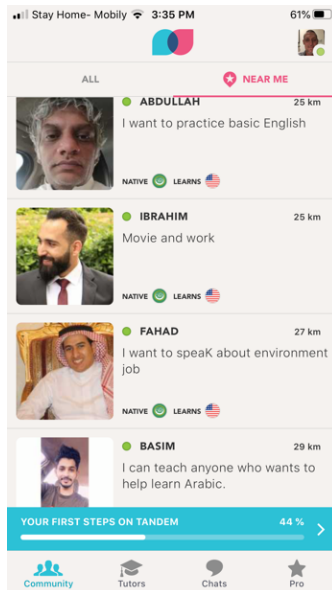 Stay Home- Mobily 3:35 PM 61%
ALL NEAR ME
ABDULLAH 25 km
I want to practice basic English
NATIVE LEARNS
IBRAHIM 25 km
Movie and work
NATIVE LEARNS
FAHAD 27 km
I want to speaK about environment
job
NATIVE LEARNS
BASIM 29 km
I can teach anyone who wants to
help learn Arabic.
YOUR FIRST STEPS ON TANDEM 44 %
Community Tutors Chats Pro